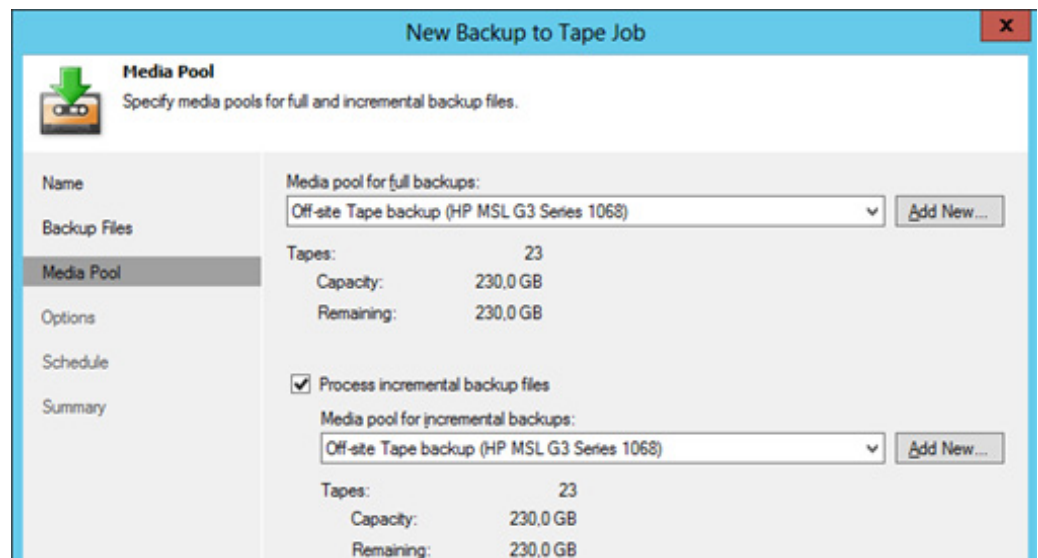 New Backup to Tape Job
x
Media Pool
Specify media pools for full and incremental backup files.
Name
Backup Files
Media Pool
Options
Schedule
Summary
Media pool for full backups:
Off-site Tape backup (HP MSL G3 Series 1068)
Add New...
Tapes: 23
Capacity: 230,0 GB
Remaining: 230,0 GB
Process incremental backup files
Media pool for incremental backups:
Off-site Tape backup (HP MSL G3 Series 1068)
Add New...
Tapes: 23
Capacity: 230,0 GB
Remaining: 230,0 GB